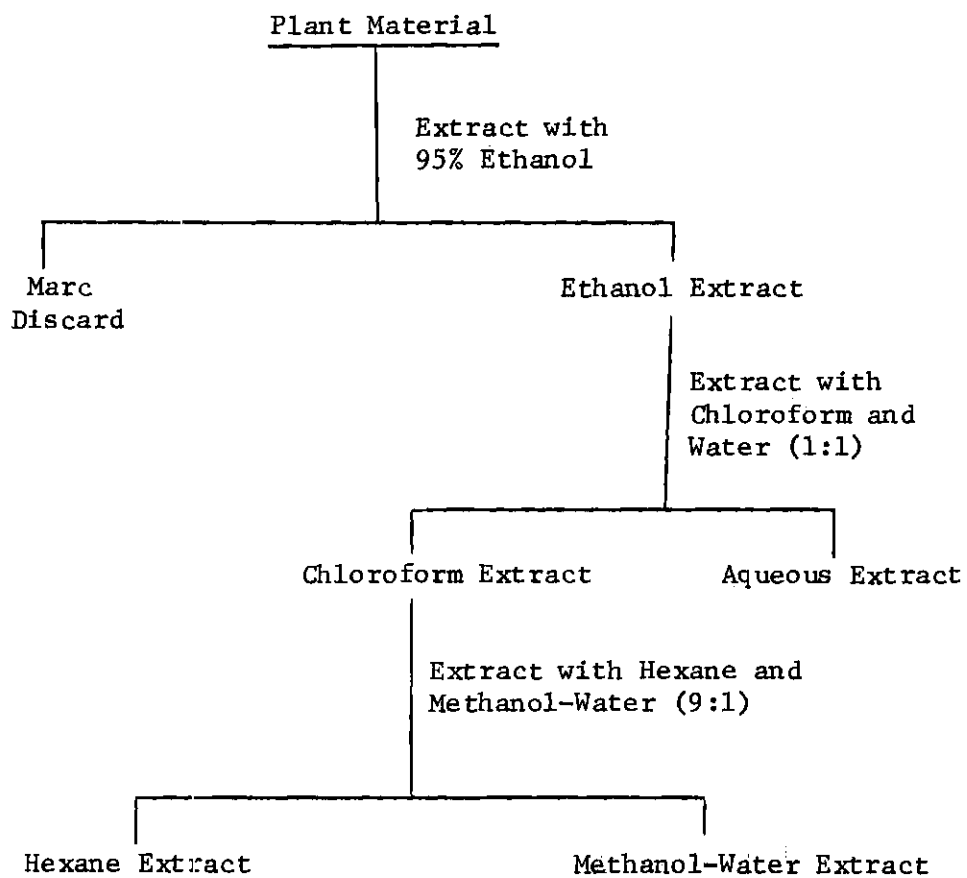 Plant Material
Extract with
95% Ethanol
Marc
Discard
Ethanol Extract
Extract with
Chloroform and
Water (1:1)
Chloroform Extract
Aqueous Extract
Extract with Hexane and
Methanol-Water (9:1)
Hexane Extract
Methanol-Water Extract